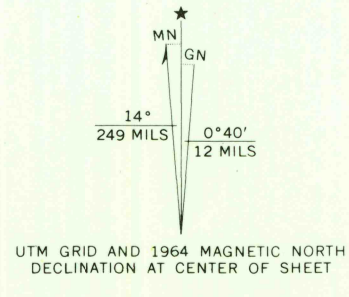 MN
GN
14°
249 MILS
0°40′
12 MILS
UTM GRID AND 1964 MAGNETIC NORTH
DECLINATION AT CENTER OF SHEET